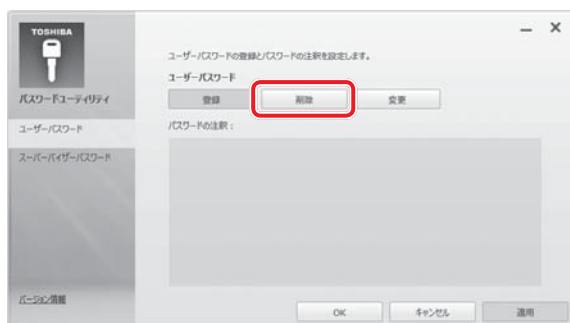 TOSHIBA
パスワードユーティリティ
ユーザーパスワード
スーパーバイザーパスワード
バージョン情報
ユーザーパスワードの登録とパスワードの注釈を設定します。
ユーザーパスワード
登録 削除 変更
パスワードの注釈：
OK キャンセル 適用